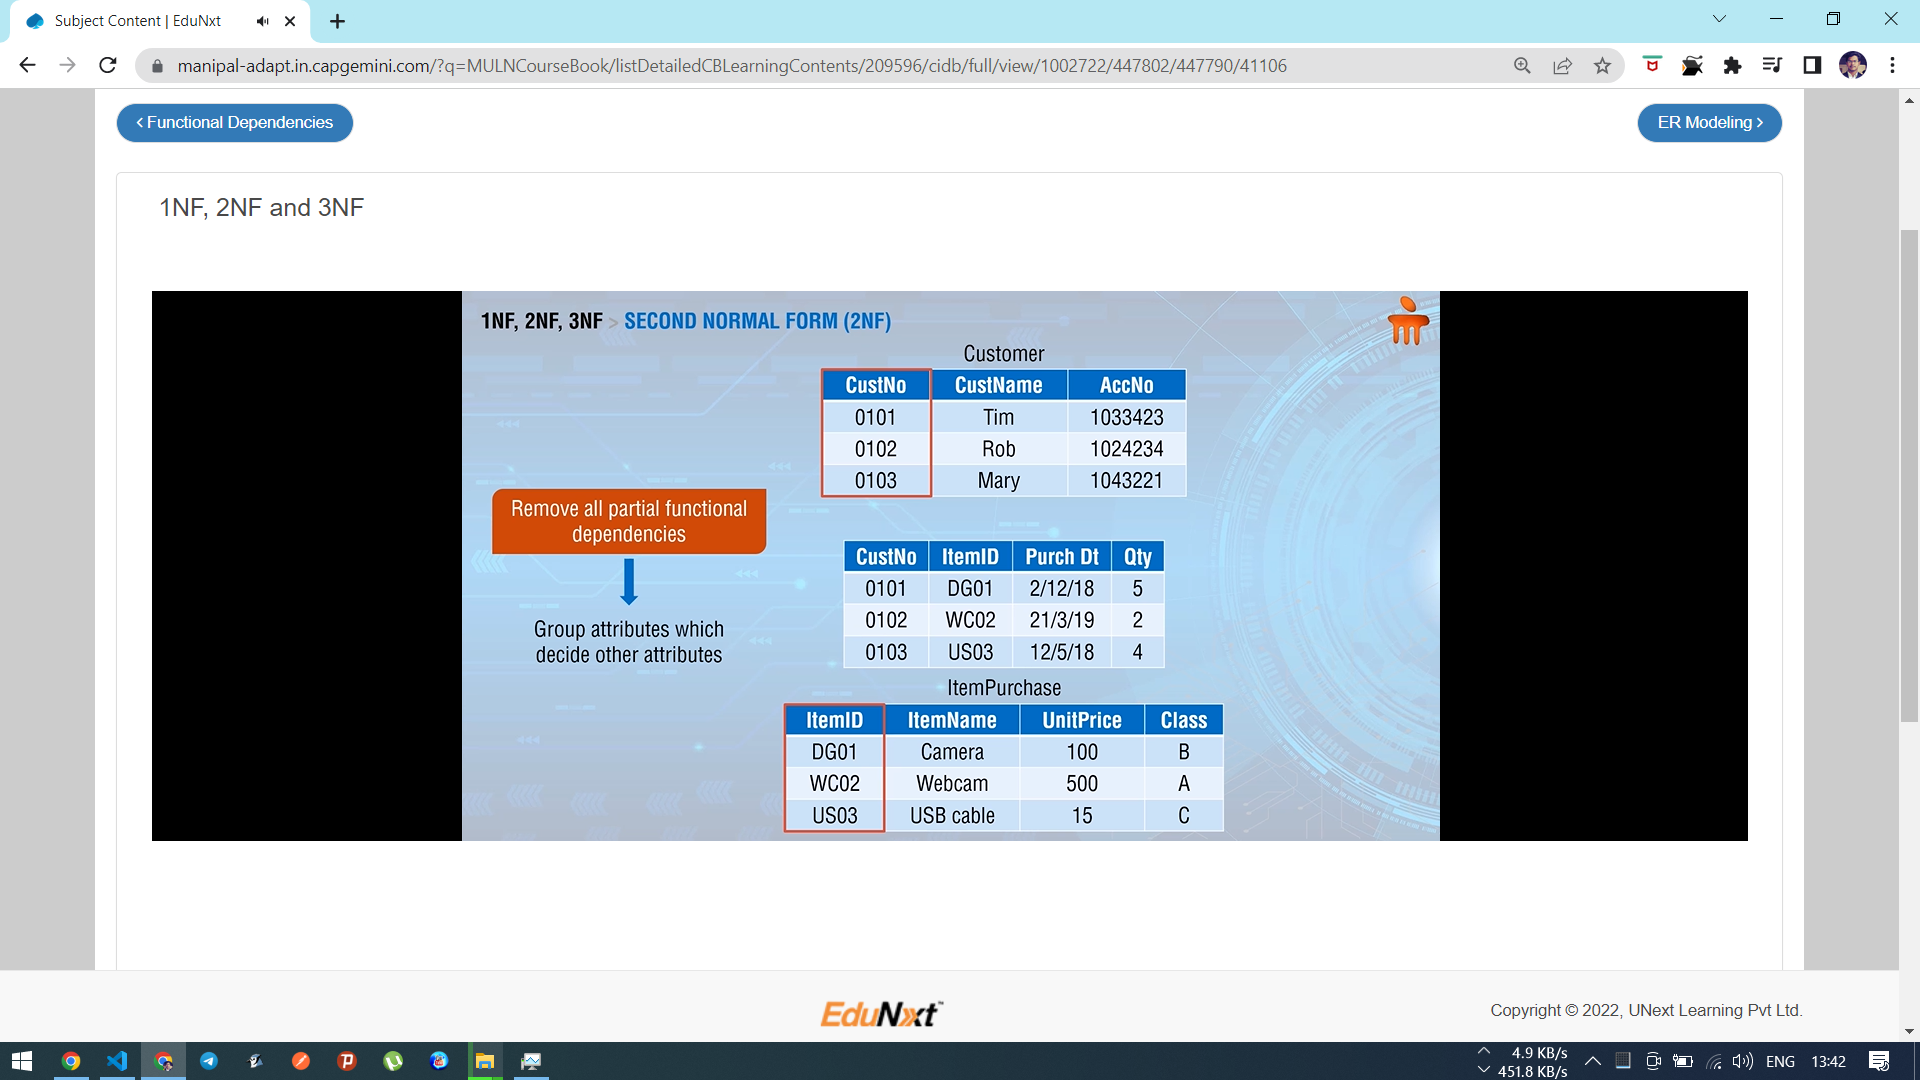 Subject Content | EduNxt
manipal-adapt.in.capgemini.com/?q=MULNCourseBook/listDetailedCBLearningContents/209596/cidb/full/view/1002722/447802/447790/41106
< Functional Dependencies
ER Modeling >
1NF, 2NF and 3NF
1NF, 2NF, 3NF > SECOND NORMAL FORM (2NF)
Customer
CustNo CustName AccNo
0101 Tim 1033423
0102 Rob 1024234
0103 Mary 1043221
Remove all partial functional
dependencies
Group attributes which
decide other attributes
CustNo ItemID Purch Dt Qty
0101 DG01 2/12/18 5
0102 WC02 21/3/19 2
0103 US03 12/5/18 4
ItemPurchase
ItemID ItemName UnitPrice Class
DG01 Camera 100 B
WC02 Webcam 500 A
US03 USB cable 15 C
EduNxt
Copyright © 2022, UNext Learning Pvt Ltd.
4.9 KB/s
451.8 KB/s
ENG 13:42